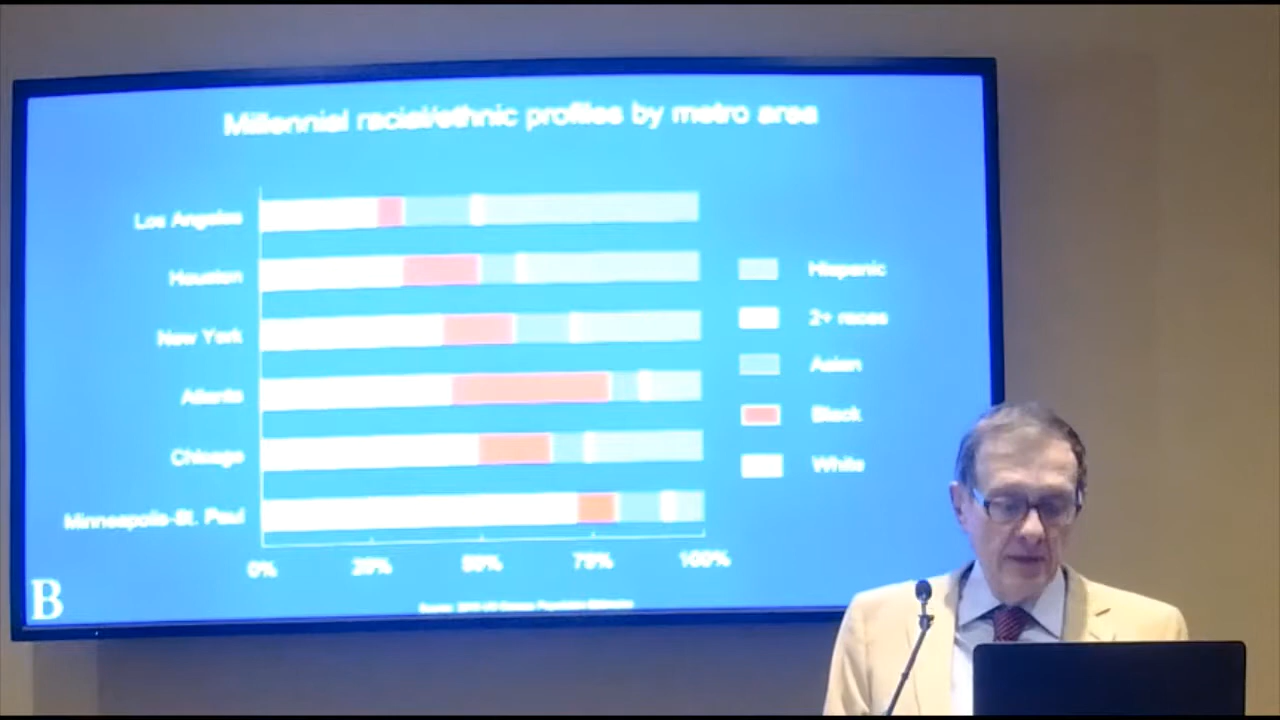 Millennial racial/ethnic profiles by metro area
Los Angeles
Houston
New York
Atlanta
Chicago
Minneapolis-St. Paul
0%
25%
50%
75%
100%
Hispanic
2+ races
Asian
Black
White
B